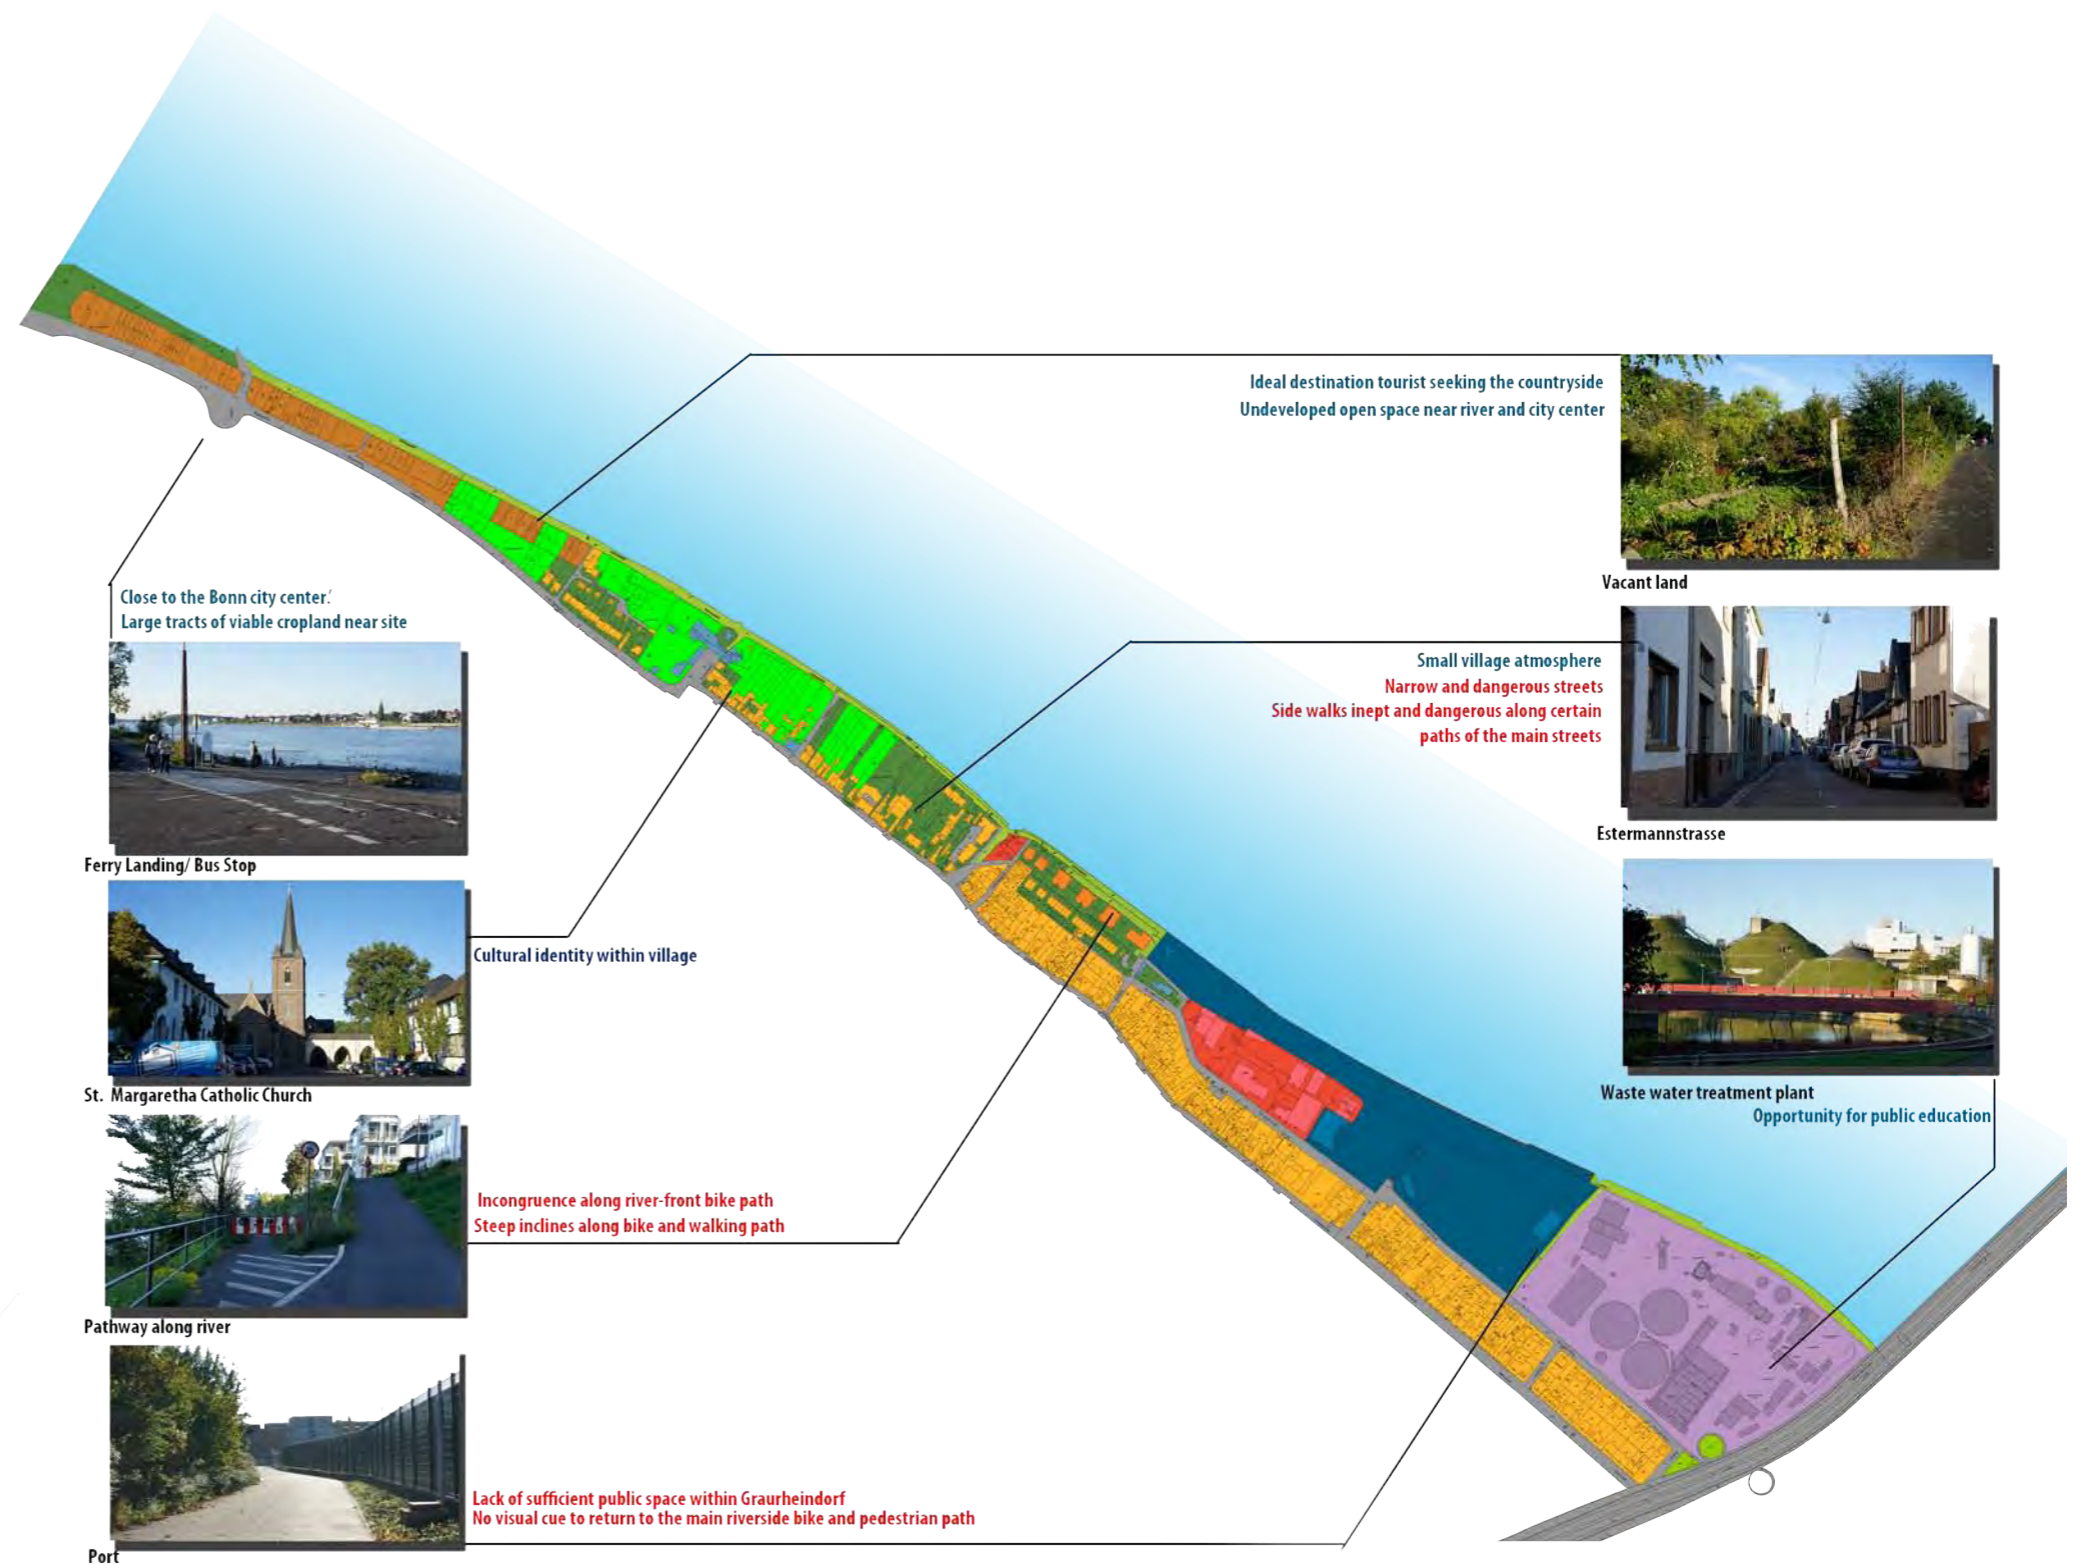 Ideal destination tourist seeking the countryside
Undeveloped open space near river and city center
Vacant land
Close to the Bonn city center.'
Large tracts of viable cropland near site
Small village atmosphere
Narrow and dangerous streets
Side walks inept and dangerous along certain
paths of the main streets
Estermannstrasse
Ferry Landing/ Bus Stop
Cultural identity within village
St. Margaretha Catholic Church
Waste water treatment plant
Opportunity for public education
Incongruence along river-front bike path
Steep inclines along bike and walking path
Pathway along river
Lack of sufficient public space within Graurheindorf
No visual cue to return to the main riverside bike and pedestrian path
Port